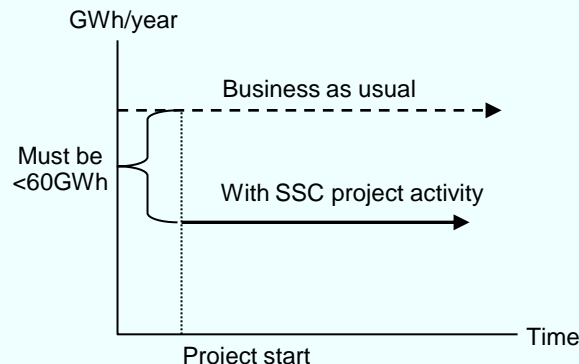 GWh/year
Business as usual
Must be
<60GWh
With SSC project activity
Time
Project start